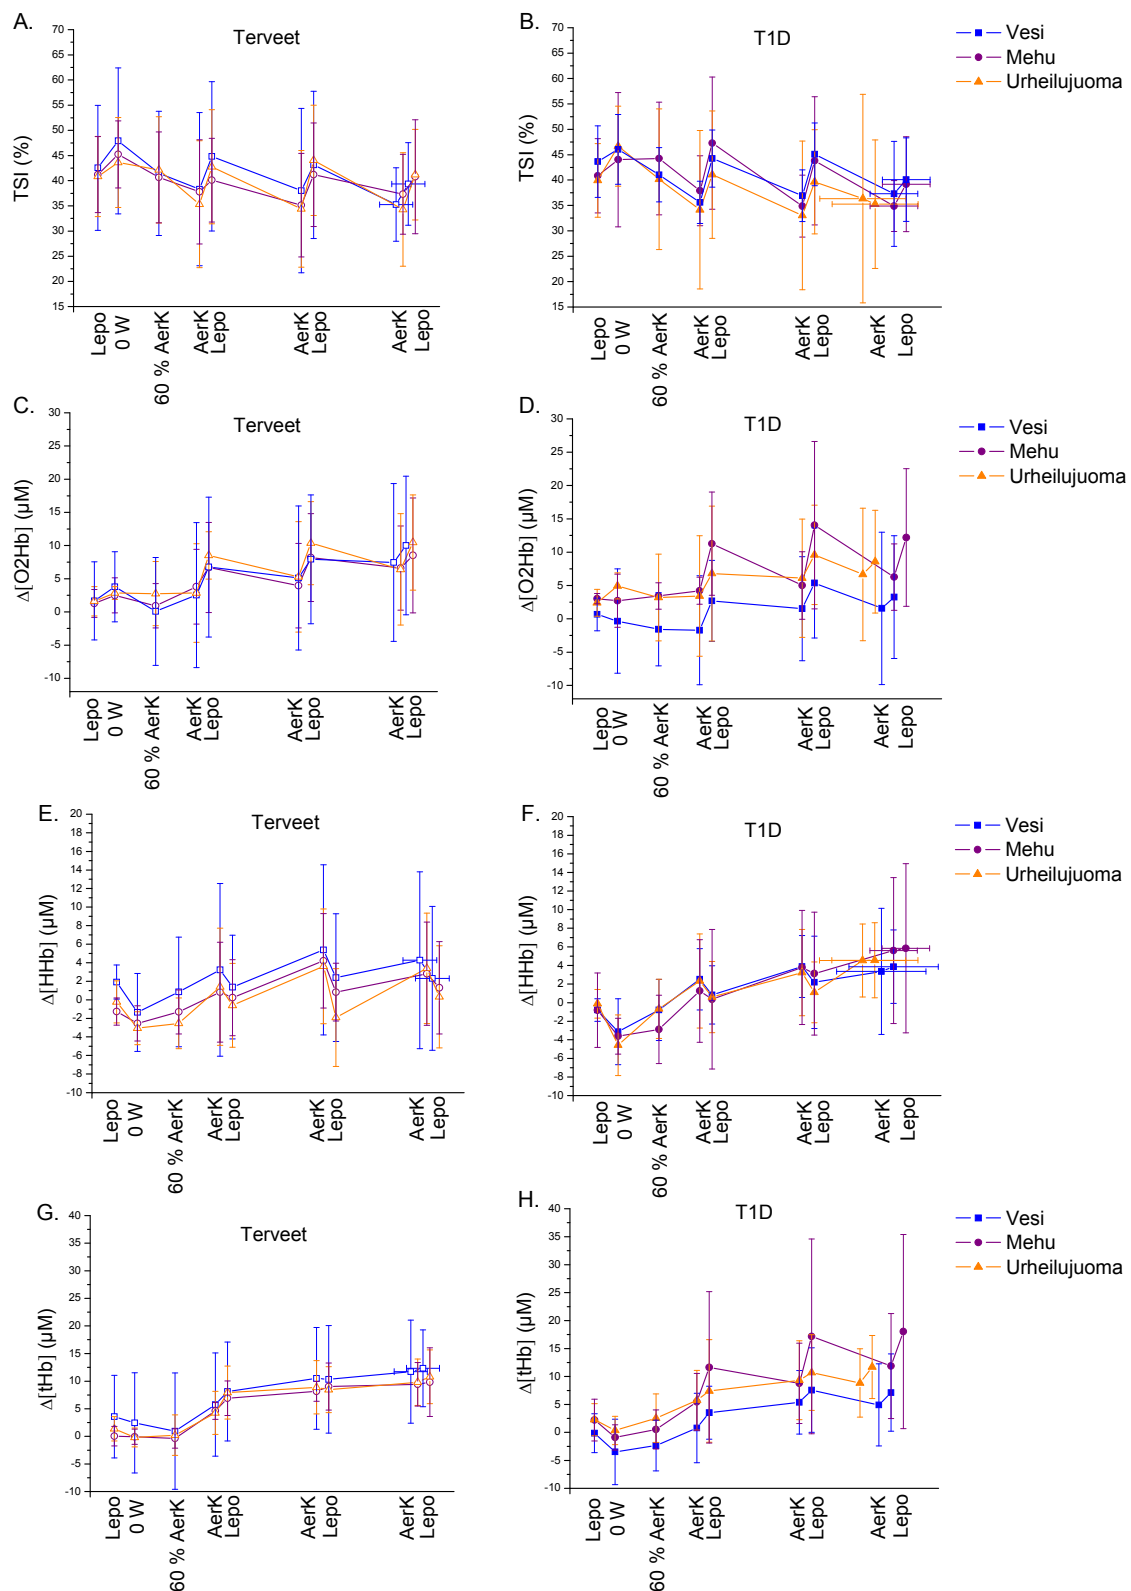 A.
Terveet
TSI (%)
70
65
60
55
50
45
40
35
30
25
20
15
Lepo
0 W
60 % AerK
AerK
Lepo
AerK
Lepo
AerK
Lepo
B.
T1D
Vesi
Mehu
Urheilujuoma
TSI (%)
70
65
60
55
50
45
40
35
30
25
20
15
Lepo
0 W
60 % AerK
AerK
Lepo
AerK
Lepo
AerK
Lepo
C.
Terveet
Δ[O2Hb] (µM)
30
25
20
15
10
5
0
-5
-10
Lepo
0 W
60 % AerK
AerK
Lepo
AerK
Lepo
AerK
Lepo
D.
T1D
Vesi
Mehu
Urheilujuoma
Δ[O2Hb] (µM)
30
25
20
15
10
5
0
-5
-10
Lepo
0 W
60 % AerK
AerK
Lepo
AerK
Lepo
AerK
Lepo
E.
Terveet
Δ[HHb] (µM)
20
18
16
14
12
10
8
6
4
2
0
-2
-4
-6
-8
-10
Lepo
0 W
60 % AerK
AerK
Lepo
AerK
Lepo
AerK
Lepo
F.
T1D
Vesi
Mehu
Urheilujuoma
Δ[HHb] (µM)
20
18
16
14
12
10
8
6
4
2
0
-2
-4
-6
-8
-10
Lepo
0 W
60 % AerK
AerK
Lepo
AerK
Lepo
AerK
Lepo
G.
Terveet
Δ[tHb] (µM)
40
35
30
25
20
15
10
5
0
-5
-10
Lepo
0 W
60 % AerK
AerK
Lepo
AerK
Lepo
AerK
Lepo
H.
T1D
Vesi
Mehu
Urheilujuoma
Δ[tHb] (µM)
40
35
30
25
20
15
10
5
0
-5
-10
Lepo
0 W
60 % AerK
AerK
Lepo
AerK
Lepo
AerK
Lepo